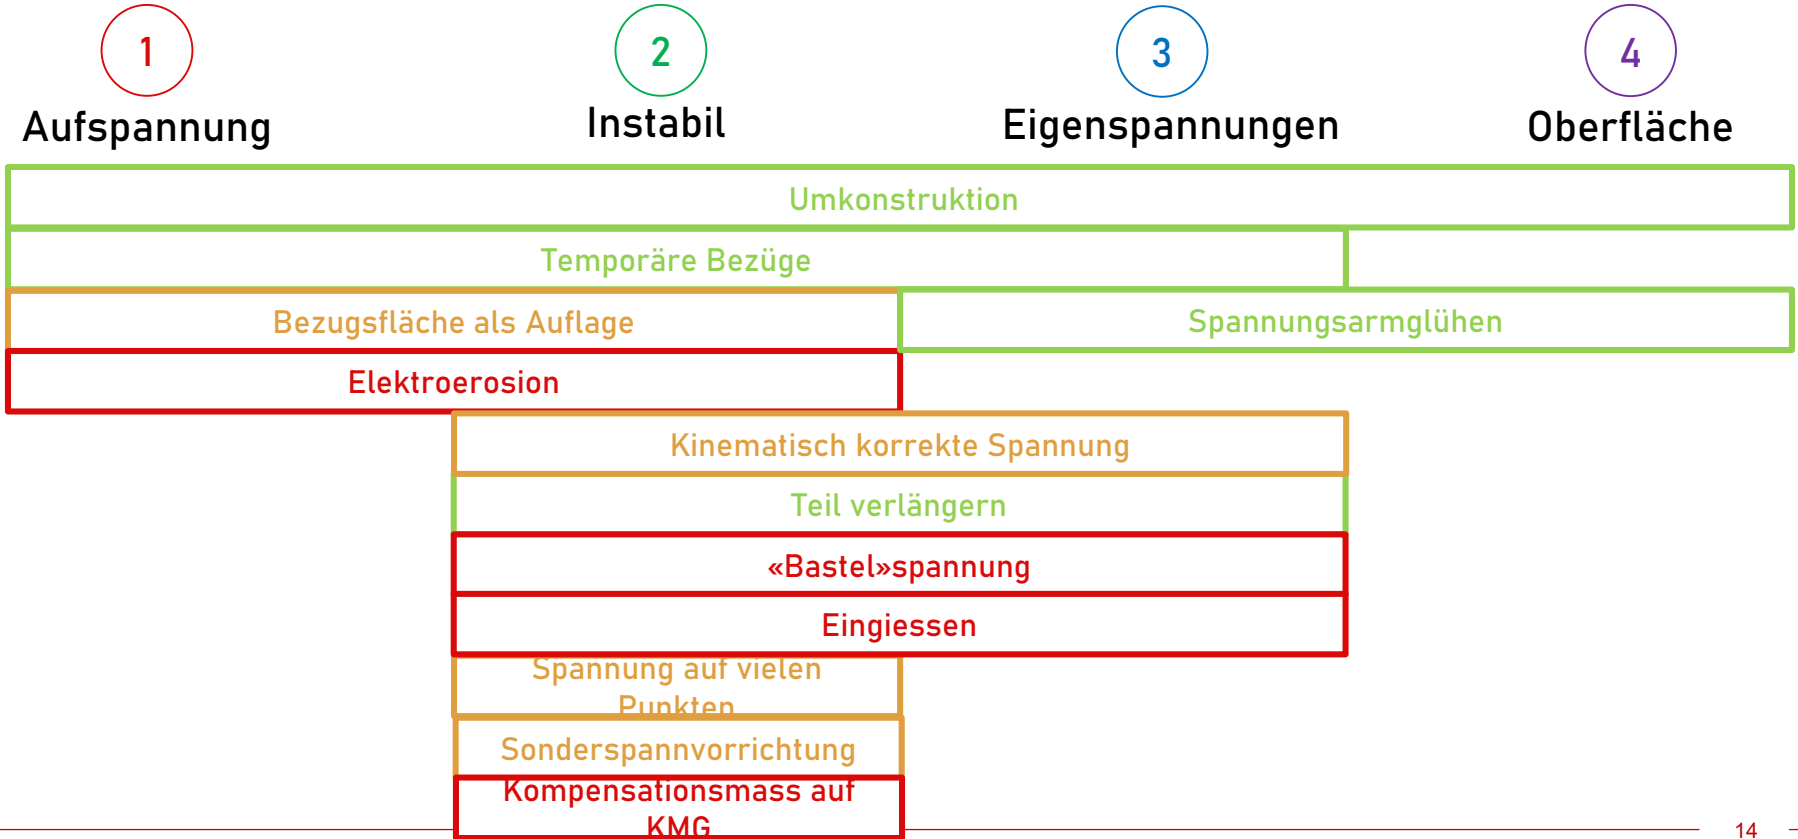 1
2
3
4
Aufspannung
Instabil
Eigenspannungen
Oberfläche
Umkonstruktion
Temporäre Bezüge
Bezugsfläche als Auflage
Spannungsarmglühen
Elektroerosion
Kinematisch korrekte Spannung
Teil verlängern
«Bastel»spannung
Eingiessen
Spannung auf vielen
Punkten
Sonderspannvorrichtung
Kompensationsmass auf
KMG
14